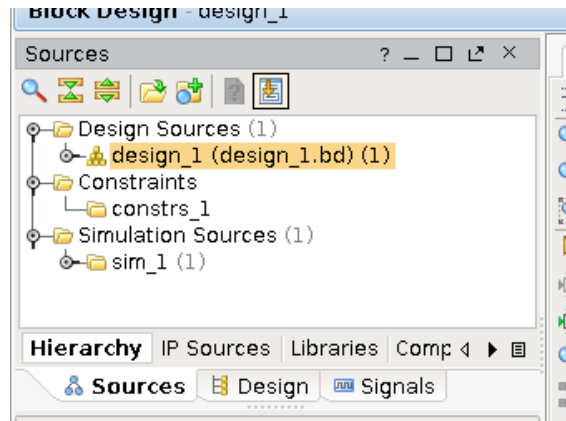 Block Design - design_1
Sources
? _
Design Sources (1)
design_1 (design_1.bd) (1)
Constraints
constrs_1
Simulation Sources (1)
sim_1 (1)
Hierarchy IP Sources Libraries Comp
Sources Design Signals